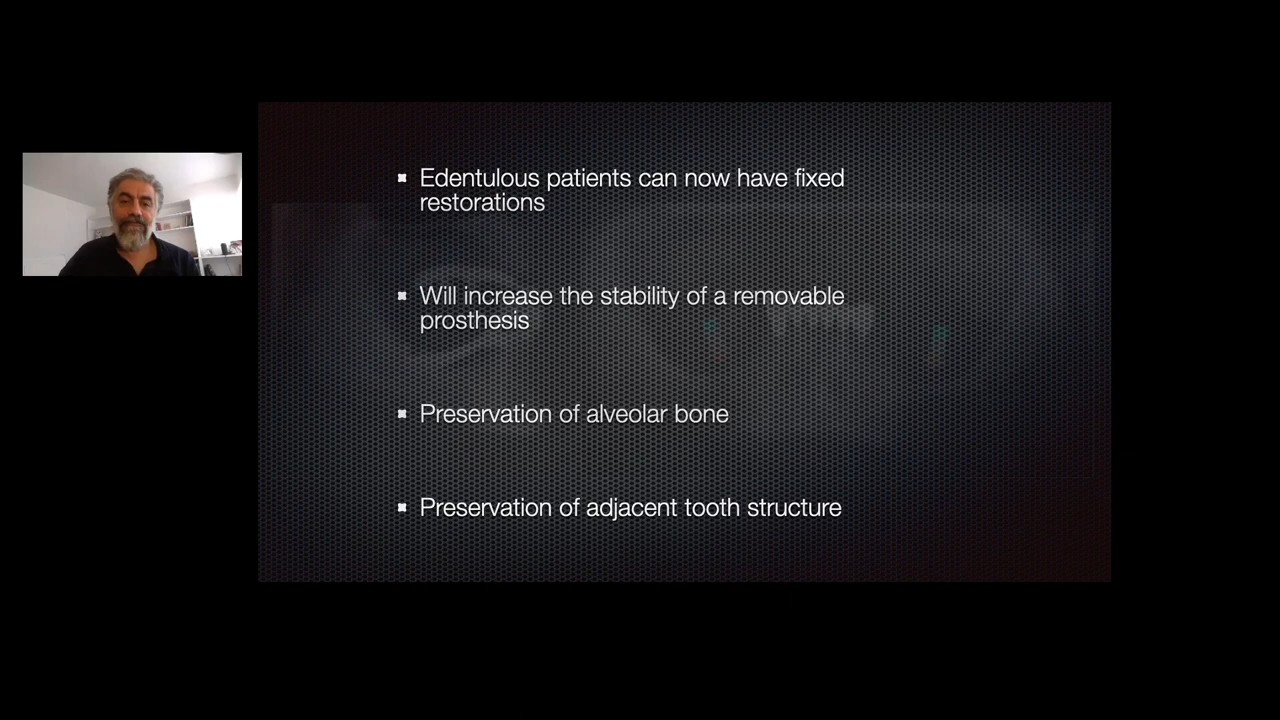 Edentulous patients can now have fixed
restorations
Will increase the stability of a removable
prosthesis
Preservation of alveolar bone
Preservation of adjacent tooth structure